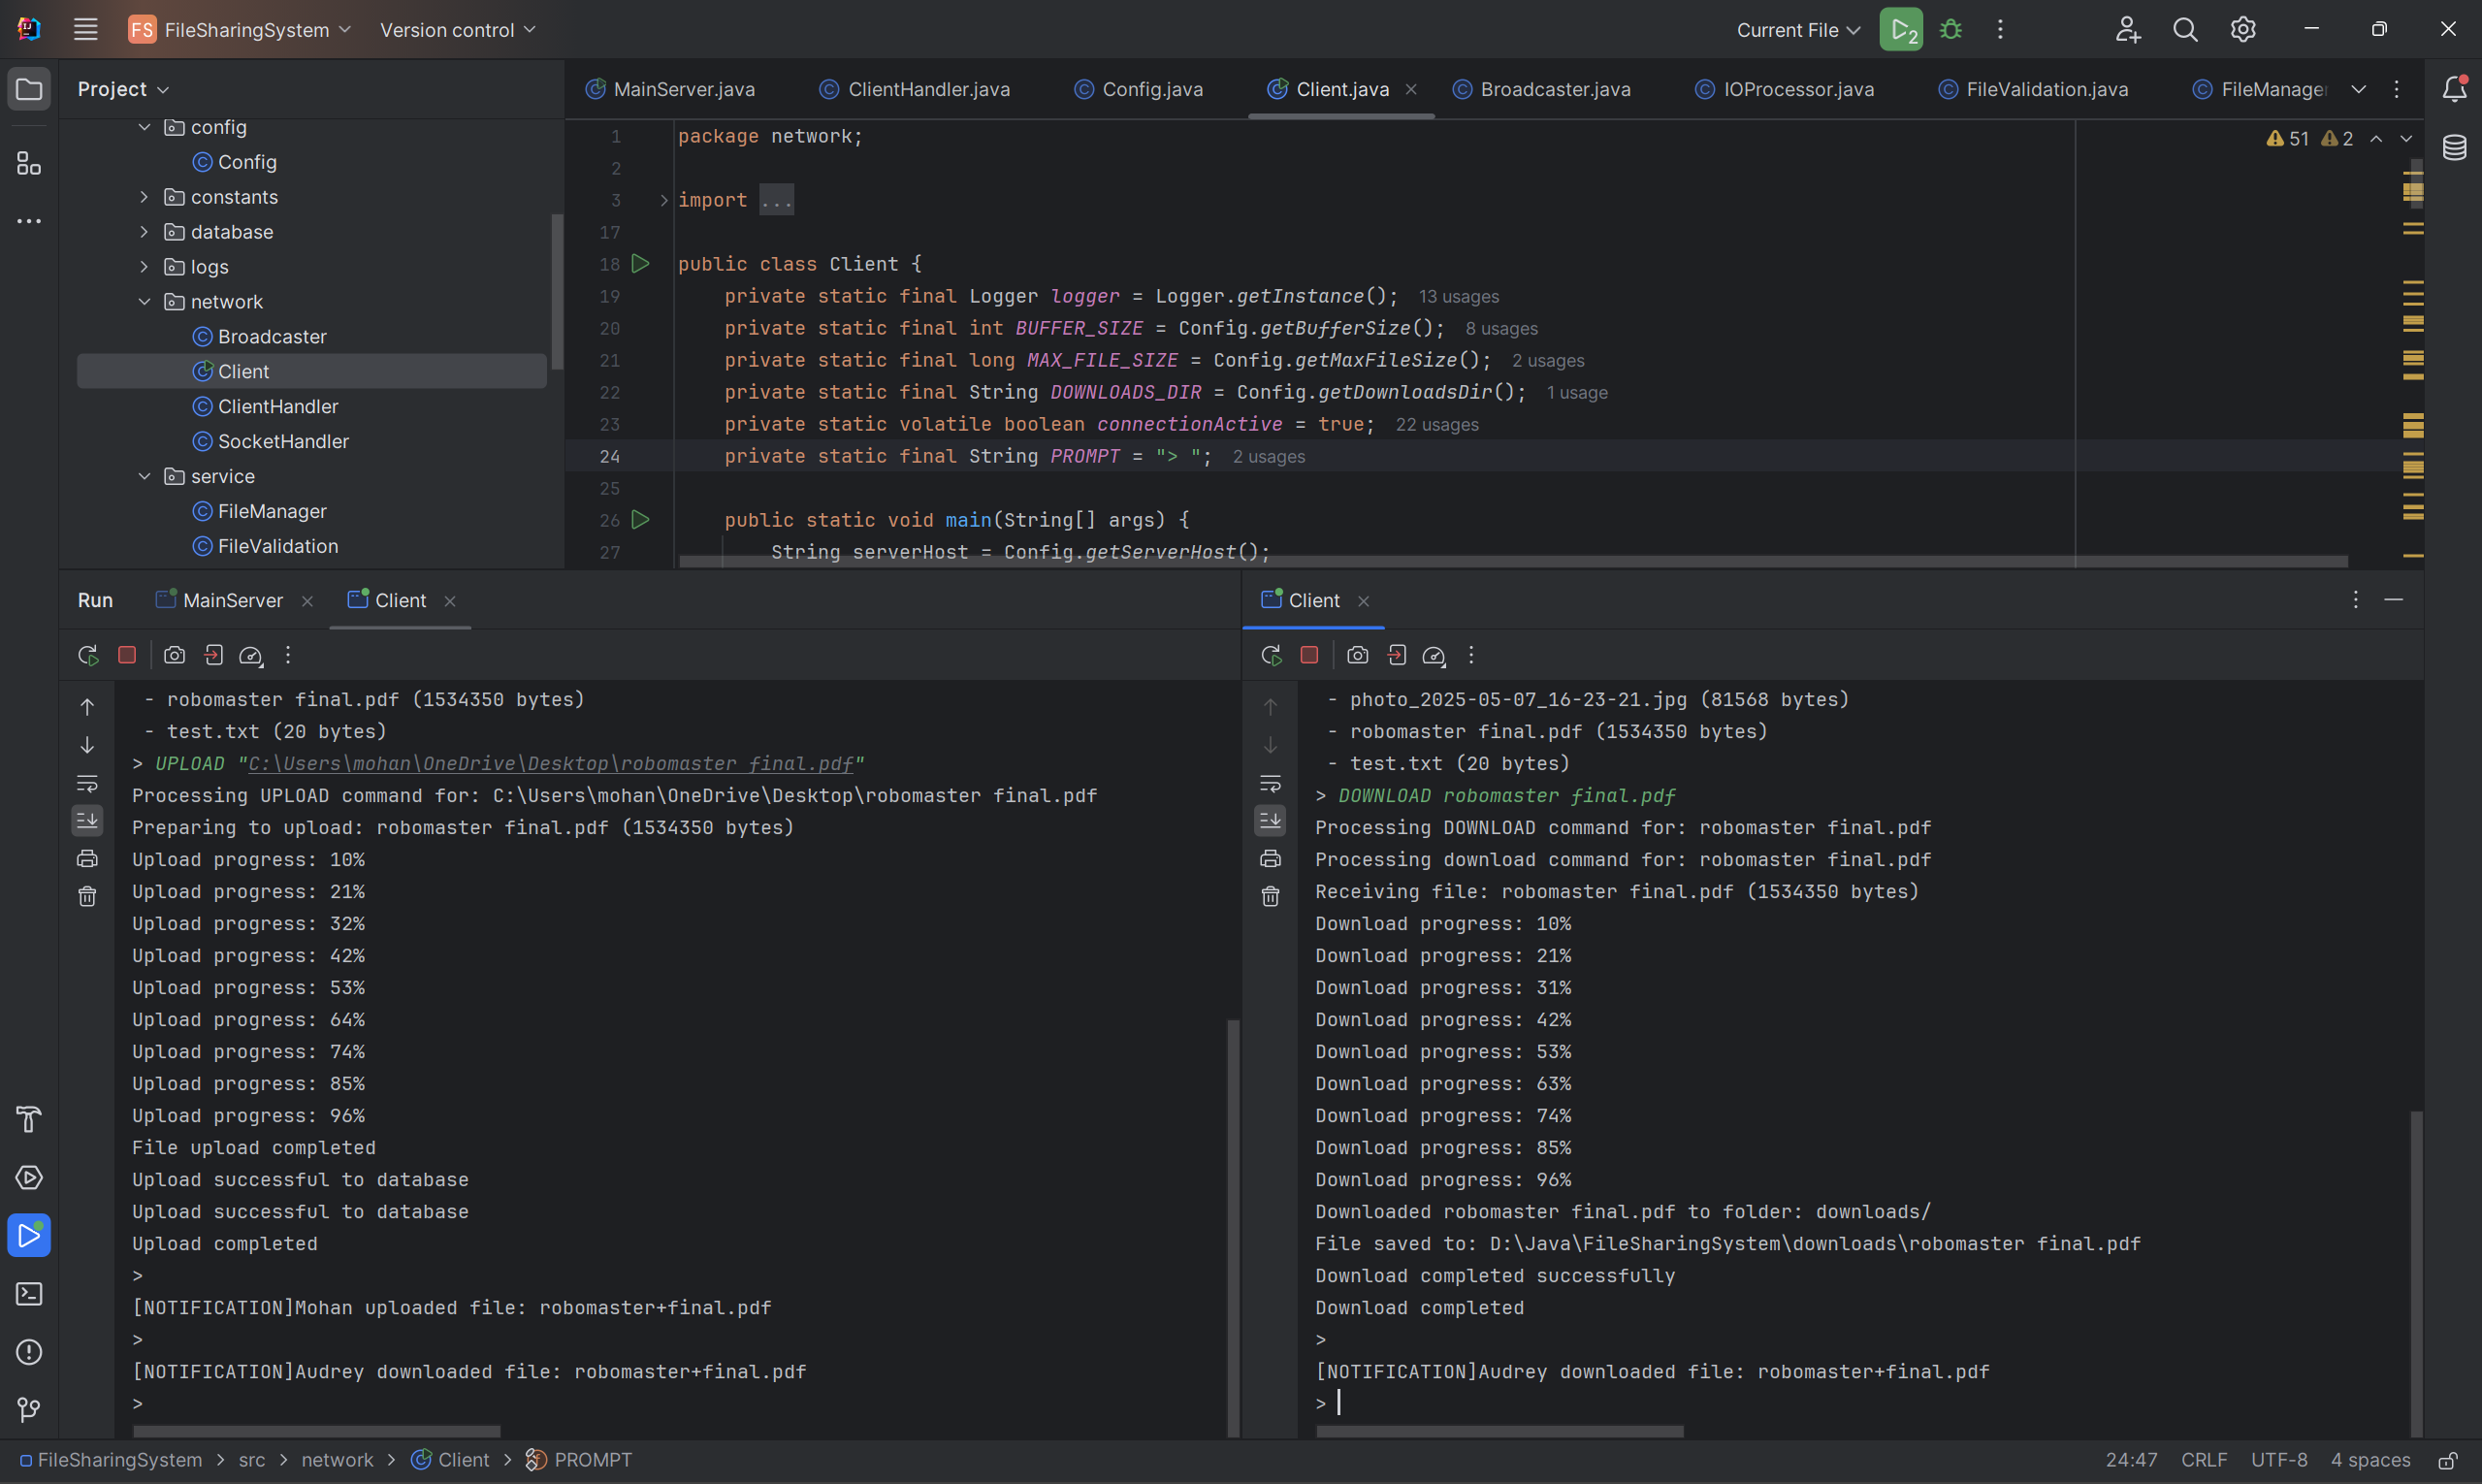 FS FileSharingSystem Version control Current File 2
Project
config
Config
constants
database
logs
network
Broadcaster
Client
ClientHandler
SocketHandler
service
FileManager
FileValidation
MainServer.java ClientHandler.java Config.java Client.java Broadcaster.java IOProcessor.java FileValidation.java FileManager
51 2
1 package network;
2
3 import ...
17
18 public class Client {
19 private static final Logger logger = Logger.getInstance(); 13 usages
20 private static final int BUFFER_SIZE = Config.getBufferSize(); 8 usages
21 private static final long MAX_FILE_SIZE = Config.getMaxFileSize(); 2 usages
22 private static final String DOWNLOADS_DIR = Config.getDownloadsDir(); 1 usage
23 private static volatile boolean connectionActive = true; 22 usages
24 private static final String PROMPT = "> "; 2 usages
25
26 public static void main(String[] args) {
27 String serverHost = Config.getServerHost();
Run MainServer Client
- robomaster final.pdf (1534350 bytes)
- test.txt (20 bytes)
> UPLOAD "C:\Users\mohan\OneDrive\Desktop\robomaster final.pdf"
Processing UPLOAD command for: C:\Users\mohan\OneDrive\Desktop\robomaster final.pdf
Preparing to upload: robomaster final.pdf (1534350 bytes)
Upload progress: 10%
Upload progress: 21%
Upload progress: 32%
Upload progress: 42%
Upload progress: 53%
Upload progress: 64%
Upload progress: 74%
Upload progress: 85%
Upload progress: 96%
File upload completed
Upload successful to database
Upload successful to database
Upload completed
>
[NOTIFICATION]Mohan uploaded file: robomaster+final.pdf
>
[NOTIFICATION]Audrey downloaded file: robomaster+final.pdf
>
Client
- photo_2025-05-07_16-23-21.jpg (81568 bytes)
- robomaster final.pdf (1534350 bytes)
- test.txt (20 bytes)
> DOWNLOAD robomaster final.pdf
Processing DOWNLOAD command for: robomaster final.pdf
Processing download command for: robomaster final.pdf
Receiving file: robomaster final.pdf (1534350 bytes)
Download progress: 10%
Download progress: 21%
Download progress: 31%
Download progress: 42%
Download progress: 53%
Download progress: 63%
Download progress: 74%
Download progress: 85%
Download progress: 96%
Downloaded robomaster final.pdf to folder: downloads/
File saved to: D:\Java\FileSharingSystem\downloads\robomaster final.pdf
Download completed successfully
Download completed
>
[NOTIFICATION]Audrey downloaded file: robomaster+final.pdf
>
FileSharingSystem > src > network > Client > PROMPT 24:47 CRLF UTF-8 4 spaces